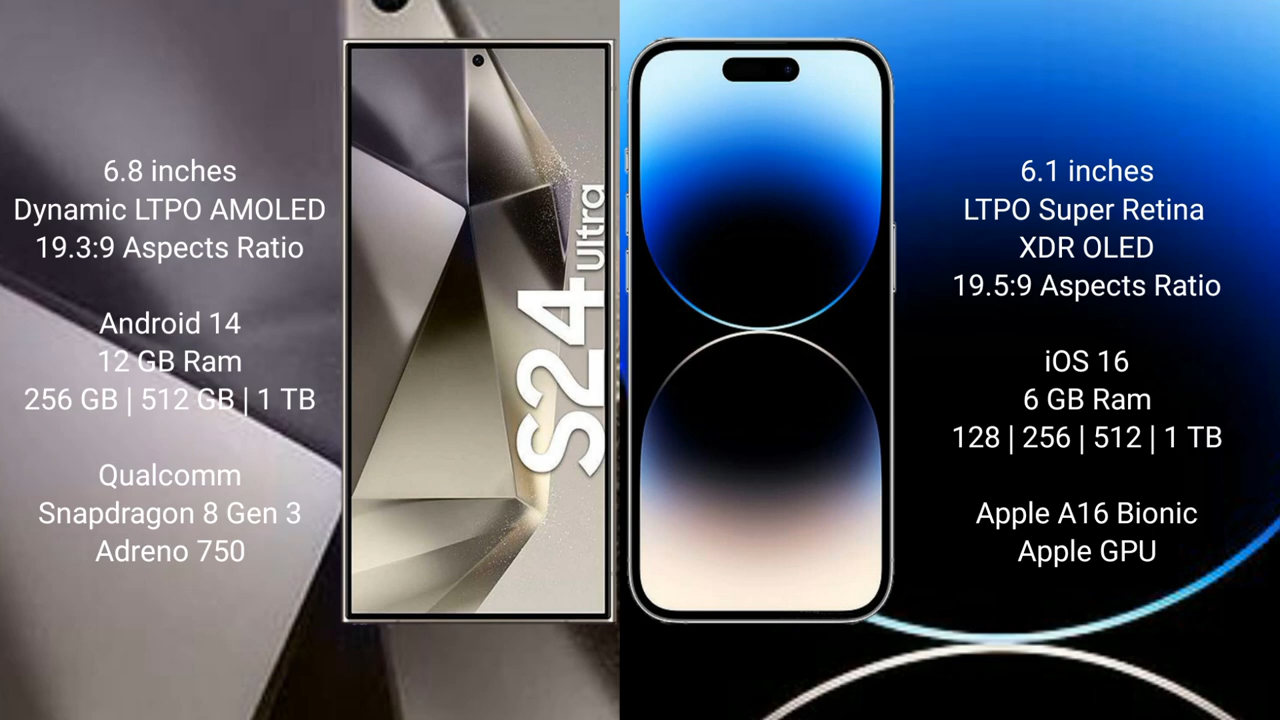 6.8 inches
Dynamic LTPO AMOLED
19.3:9 Aspects Ratio
Android 14
12 GB Ram
256 GB | 512 GB | 1 TB
Qualcomm
Snapdragon 8 Gen 3
Adreno 750
S24 ultra
6.1 inches
LTPO Super Retina
XDR OLED
19.5:9 Aspects Ratio
iOS 16
6 GB Ram
128 | 256 | 512 | 1 TB
Apple A16 Bionic
Apple GPU